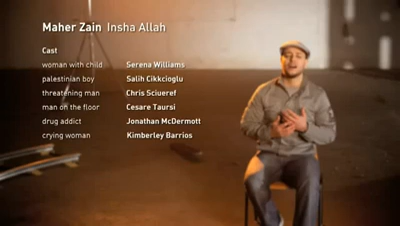 Maher Zain Insha Allah
Cast
woman with child Serena Williams
palestinian boy Salih Cikkcioglu
threatening man Chris Sciueref
man on the floor Cesare Taursi
drug addict Jonathan McDermott
crying woman Kimberley Barrios